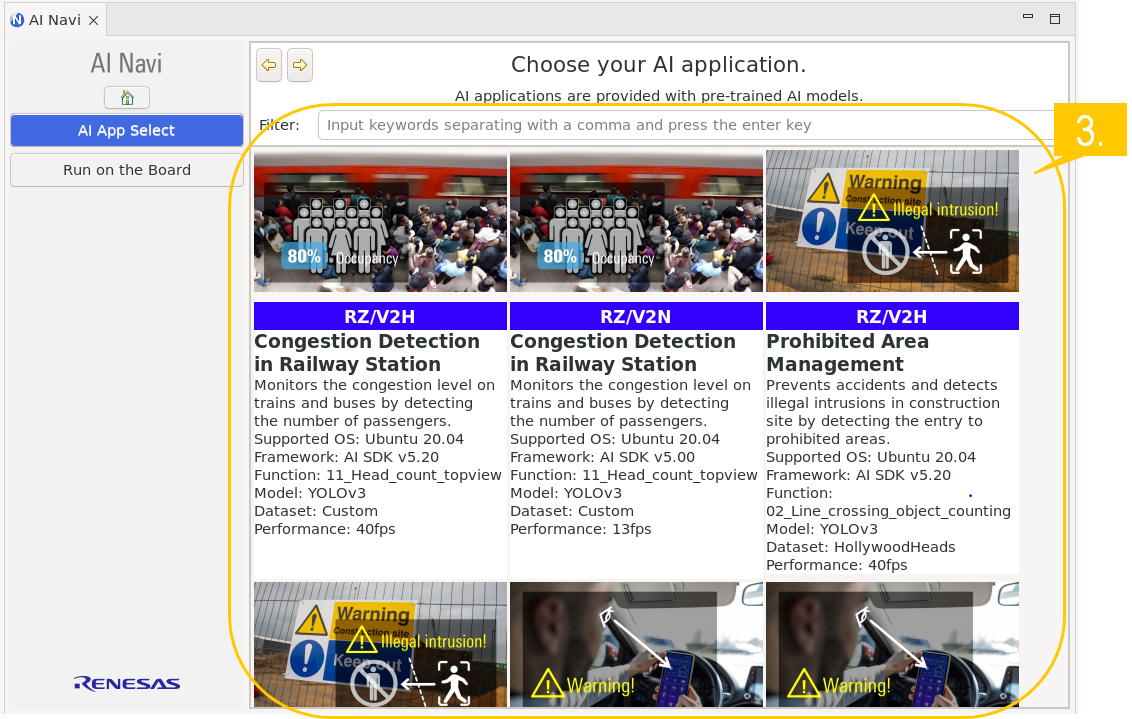 AI Navi
AI Navi
AI App Select
Run on the Board
RENESAS
Choose your AI application.
AI applications are provided with pre-trained AI models.
Filter:
Input keywords separating with a comma and press the enter key
3.
80% Occupancy
RZ/V2H
Congestion Detection
in Railway Station
Monitors the congestion level on
trains and buses by detecting
the number of passengers.
Supported OS: Ubuntu 20.04
Framework: AI SDK v5.20
Function: 11_Head_count_topview
Model: YOLOv3
Dataset: Custom
Performance: 40fps
80% Occupancy
RZ/V2N
Congestion Detection
in Railway Station
Monitors the congestion level on
trains and buses by detecting
the number of passengers.
Supported OS: Ubuntu 20.04
Framework: AI SDK v5.00
Function: 11_Head_count_topview
Model: YOLOv3
Dataset: Custom
Performance: 13fps
Warning
Construction site
Illegal intrusion!
Keep out
RZ/V2H
Prohibited Area
Management
Prevents accidents and detects
illegal intrusions in construction
site by detecting the entry to
prohibited areas.
Supported OS: Ubuntu 20.04
Framework: AI SDK v5.20
Function:
02_Line_crossing_object_counting
Model: YOLOv3
Dataset: HollywoodHeads
Performance: 40fps
Warning
Construction site
Illegal intrusion!
Keep out
Warning!
Warning!